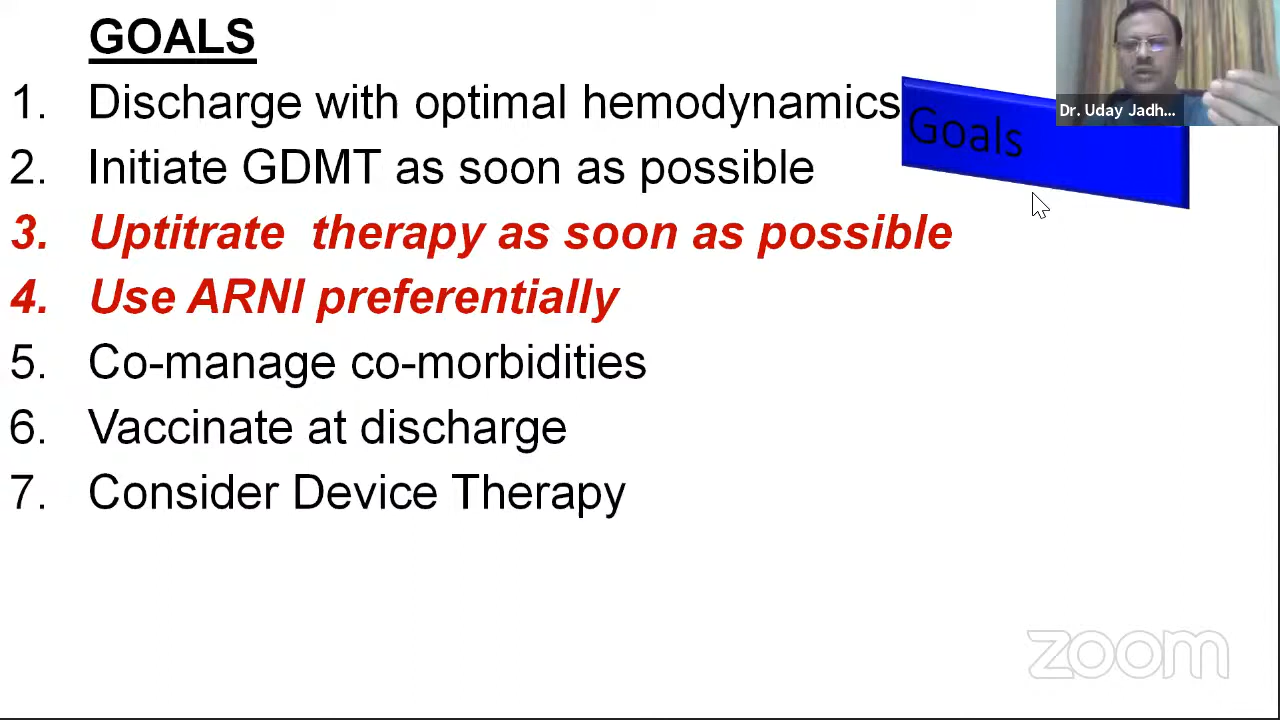 GOALS
1. Discharge with optimal hemodynamics
2. Initiate GDMT as soon as possible
3. Uptitrate therapy as soon as possible
4. Use ARNI preferentially
5. Co-manage co-morbidities
6. Vaccinate at discharge
7. Consider Device Therapy
Goals
Dr. Uday Jadh...
zoom